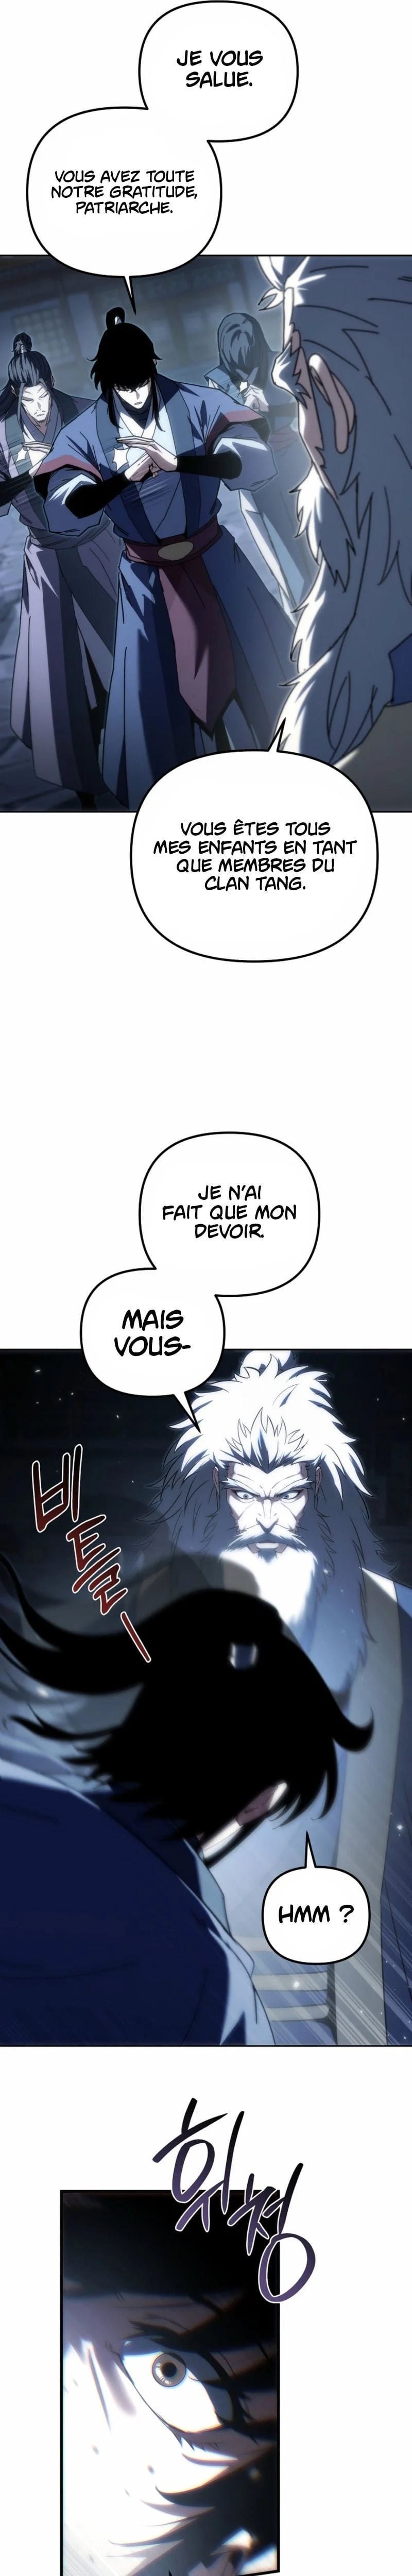 JE VOUS
SALUE.
VOUS AVEZ TOUTE
NOTRE GRATITUDE,
PATRIARCHE.
VOUS ÊTES TOUS
MES ENFANTS EN TANT
QUE MEMBRES DU
CLAN TANG.
JE N'AI
FAIT QUE MON
DEVOIR.
MAIS
VOUS-
비틀
HMM ?
휘청